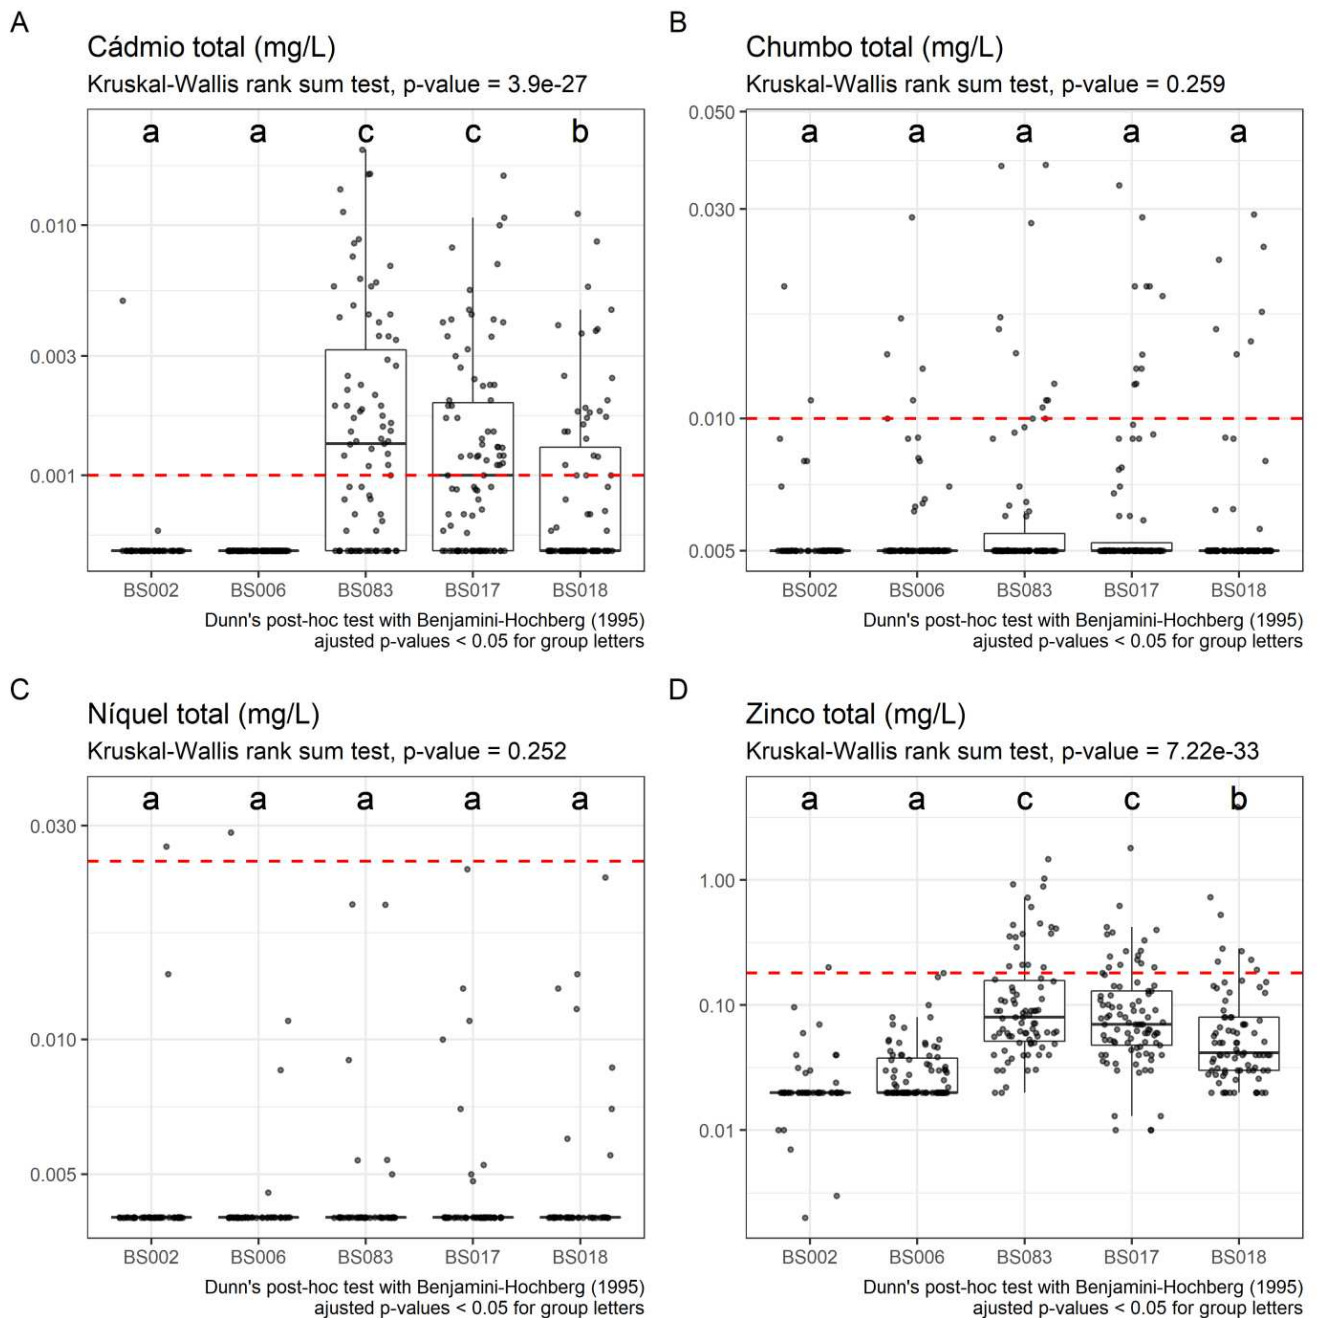 A
Cádmio total (mg/L)
Kruskal-Wallis rank sum test, p-value = 3.9e-27
a a c c b
0.010
0.003
0.001
BS002 BS006 BS083 BS017 BS018
Dunn's post-hoc test with Benjamini-Hochberg (1995)
ajusted p-values < 0.05 for group letters
B
Chumbo total (mg/L)
Kruskal-Wallis rank sum test, p-value = 0.259
0.050
a a a a a
0.030
0.010
0.005
BS002 BS006 BS083 BS017 BS018
Dunn's post-hoc test with Benjamini-Hochberg (1995)
ajusted p-values < 0.05 for group letters
C
Níquel total (mg/L)
Kruskal-Wallis rank sum test, p-value = 0.252
a a a a a
0.030
0.010
0.005
BS002 BS006 BS083 BS017 BS018
Dunn's post-hoc test with Benjamini-Hochberg (1995)
ajusted p-values < 0.05 for group letters
D
Zinco total (mg/L)
Kruskal-Wallis rank sum test, p-value = 7.22e-33
a a c c b
1.00
0.10
0.01
BS002 BS006 BS083 BS017 BS018
Dunn's post-hoc test with Benjamini-Hochberg (1995)
ajusted p-values < 0.05 for group letters